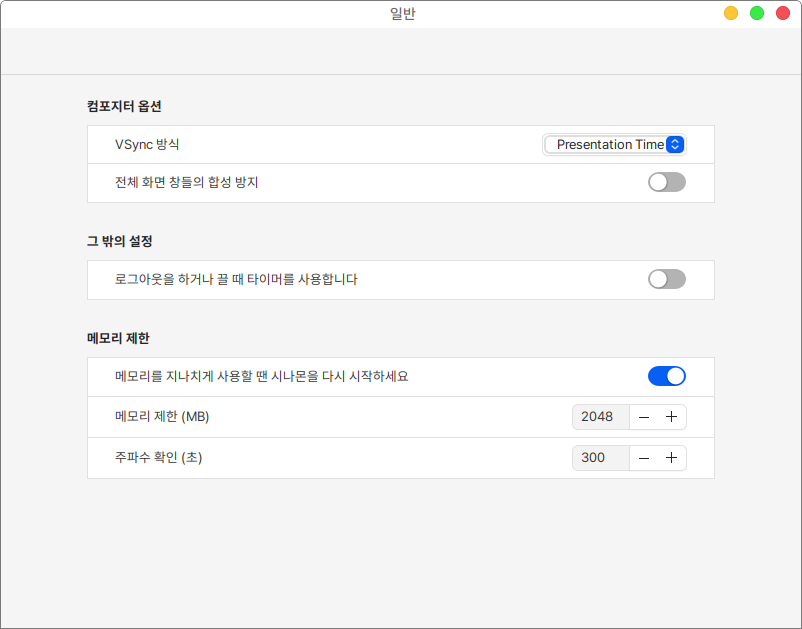 일반
컴포지터 옵션
VSync 방식
Presentation Time
전체 화면 창들의 합성 방지
그 밖의 설정
로그아웃을 하거나 끌 때 타이머를 사용합니다
메모리 제한
메모리를 지나치게 사용할 땐 시나몬을 다시 시작하세요
메모리 제한 (MB)
2048
주파수 확인 (초)
300